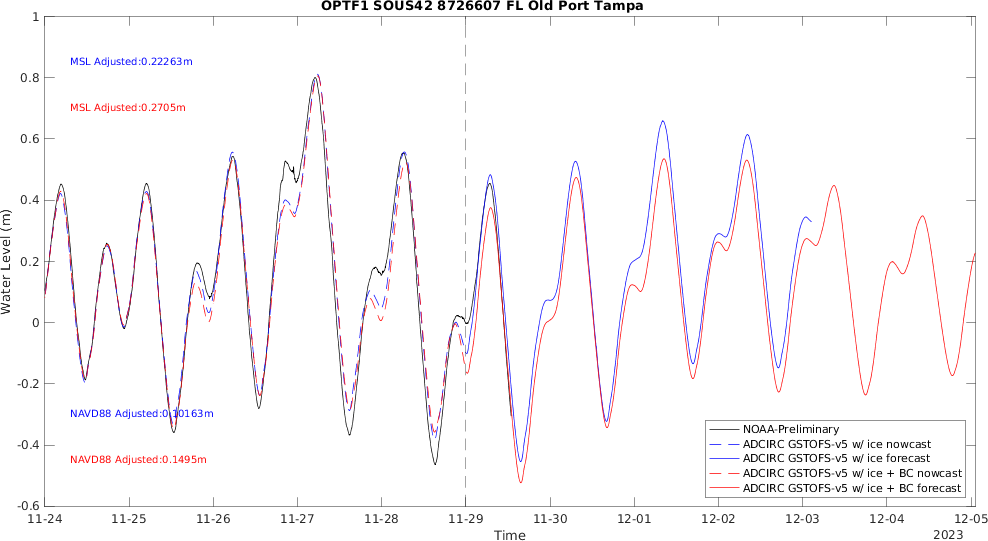 OPTF1 SOUS42 8726607 FL Old Port Tampa
Water Level (m)
1
0.8
0.6
0.4
0.2
0
-0.2
-0.4
-0.6
MSL Adjusted:0.22263m
MSL Adjusted:0.2705m
NAVD88 Adjusted:0.10163m
NAVD88 Adjusted:0.1495m
NOAA-Preliminary
ADCIRC GSTOFS-v5 w/ ice nowcast
ADCIRC GSTOFS-v5 w/ ice forecast
ADCIRC GSTOFS-v5 w/ ice + BC nowcast
ADCIRC GSTOFS-v5 w/ ice + BC forecast
11-24 11-25 11-26 11-27 11-28 11-29 11-30 12-01 12-02 12-03 12-04 12-05
Time
2023